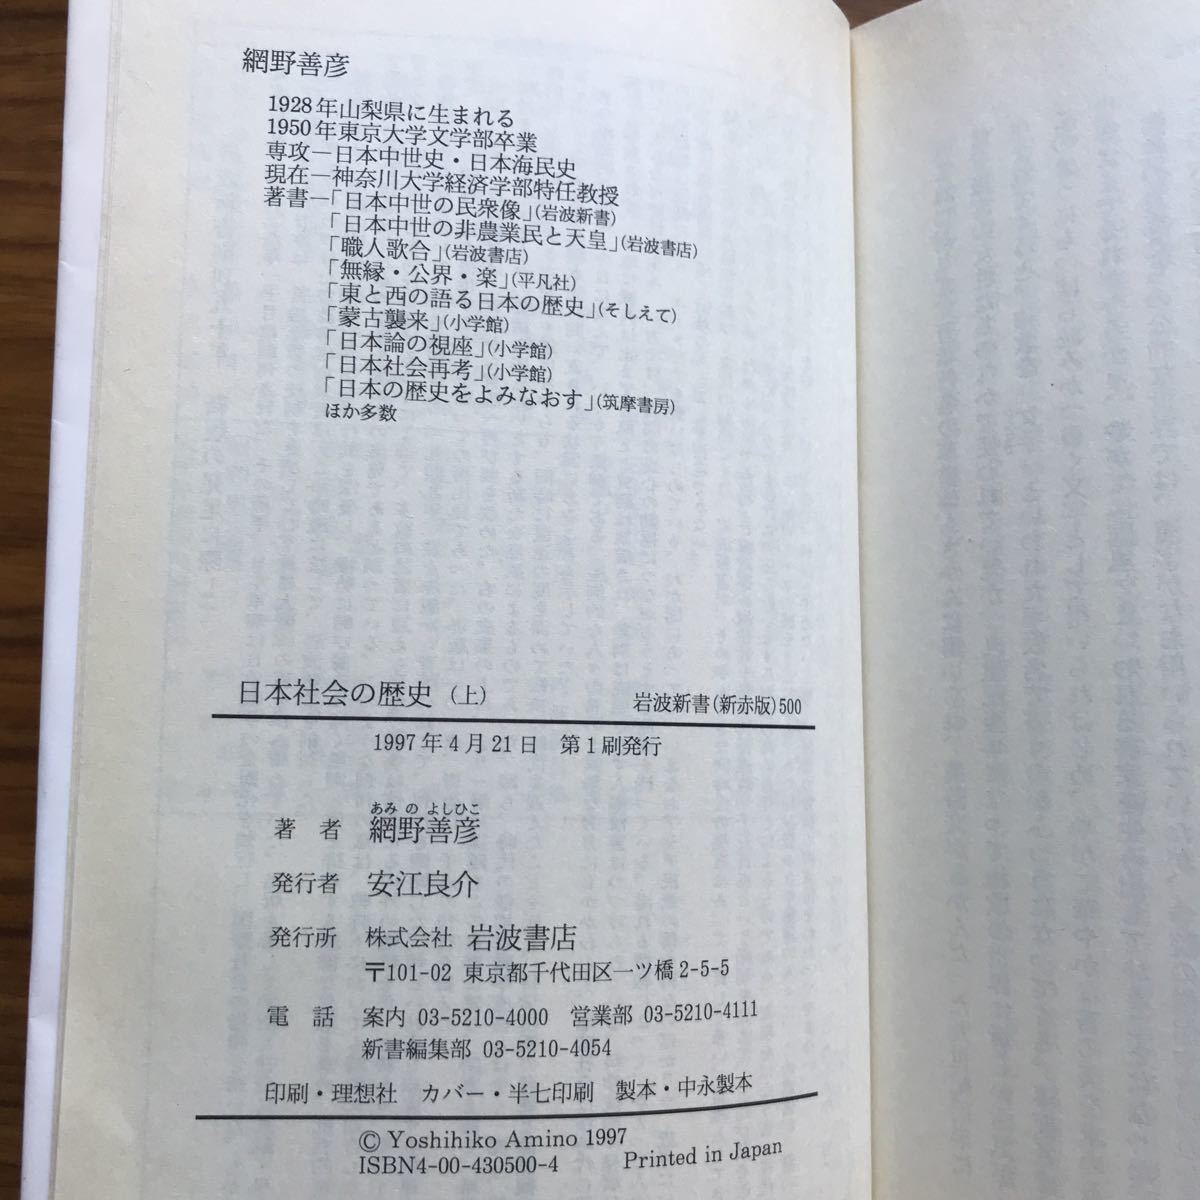 網野善彦
1928年山梨県に生まれる
1950年東京大学文学部卒業
専攻―日本中世史・日本海民史
現在―神奈川大学経済学部特任教授
著書―「日本中世の民衆像」(岩波新書)
「日本中世の非農業民と天皇」(岩波書店)
「職人歌合」(岩波書店)
「無縁・公界・楽」(平凡社)
「東と西の語る日本の歴史」(そしえて)
「蒙古襲来」(小学館)
「日本論の視座」(小学館)
「日本社会再考」(小学館)
「日本の歴史をよみなおす」(筑摩書房)
ほか多数
日本社会の歴史(上) 岩波新書(新赤版)500
1997年4月21日 第1刷発行
あみ の よしひこ
著者 網野善彦
発行者 安江良介
発行所 株式会社 岩波書店
〒101-02 東京都千代田区一ツ橋2-5-5
電話 案内 03-5210-4000 営業部 03-5210-4111
新書編集部 03-5210-4054
印刷・理想社 カバー・半七印刷 製本・中永製本
© Yoshihiko Amino 1997
ISBN4-00-430500-4 Printed in Japan